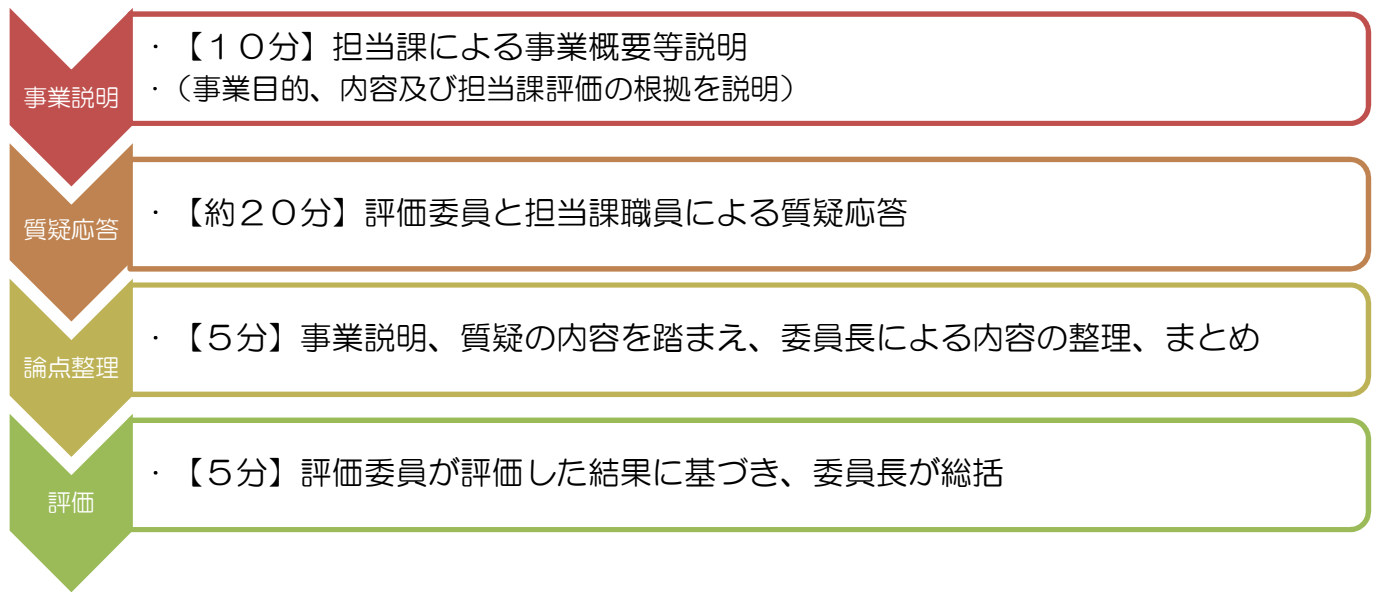 事業説明
・【１０分】担当課による事業概要等説明
・（事業目的、内容及び担当課評価の根拠を説明）
質疑応答
・【約２０分】評価委員と担当課職員による質疑応答
論点整理
・【５分】事業説明、質疑の内容を踏まえ、委員長による内容の整理、まとめ
評価
・【５分】評価委員が評価した結果に基づき、委員長が総括